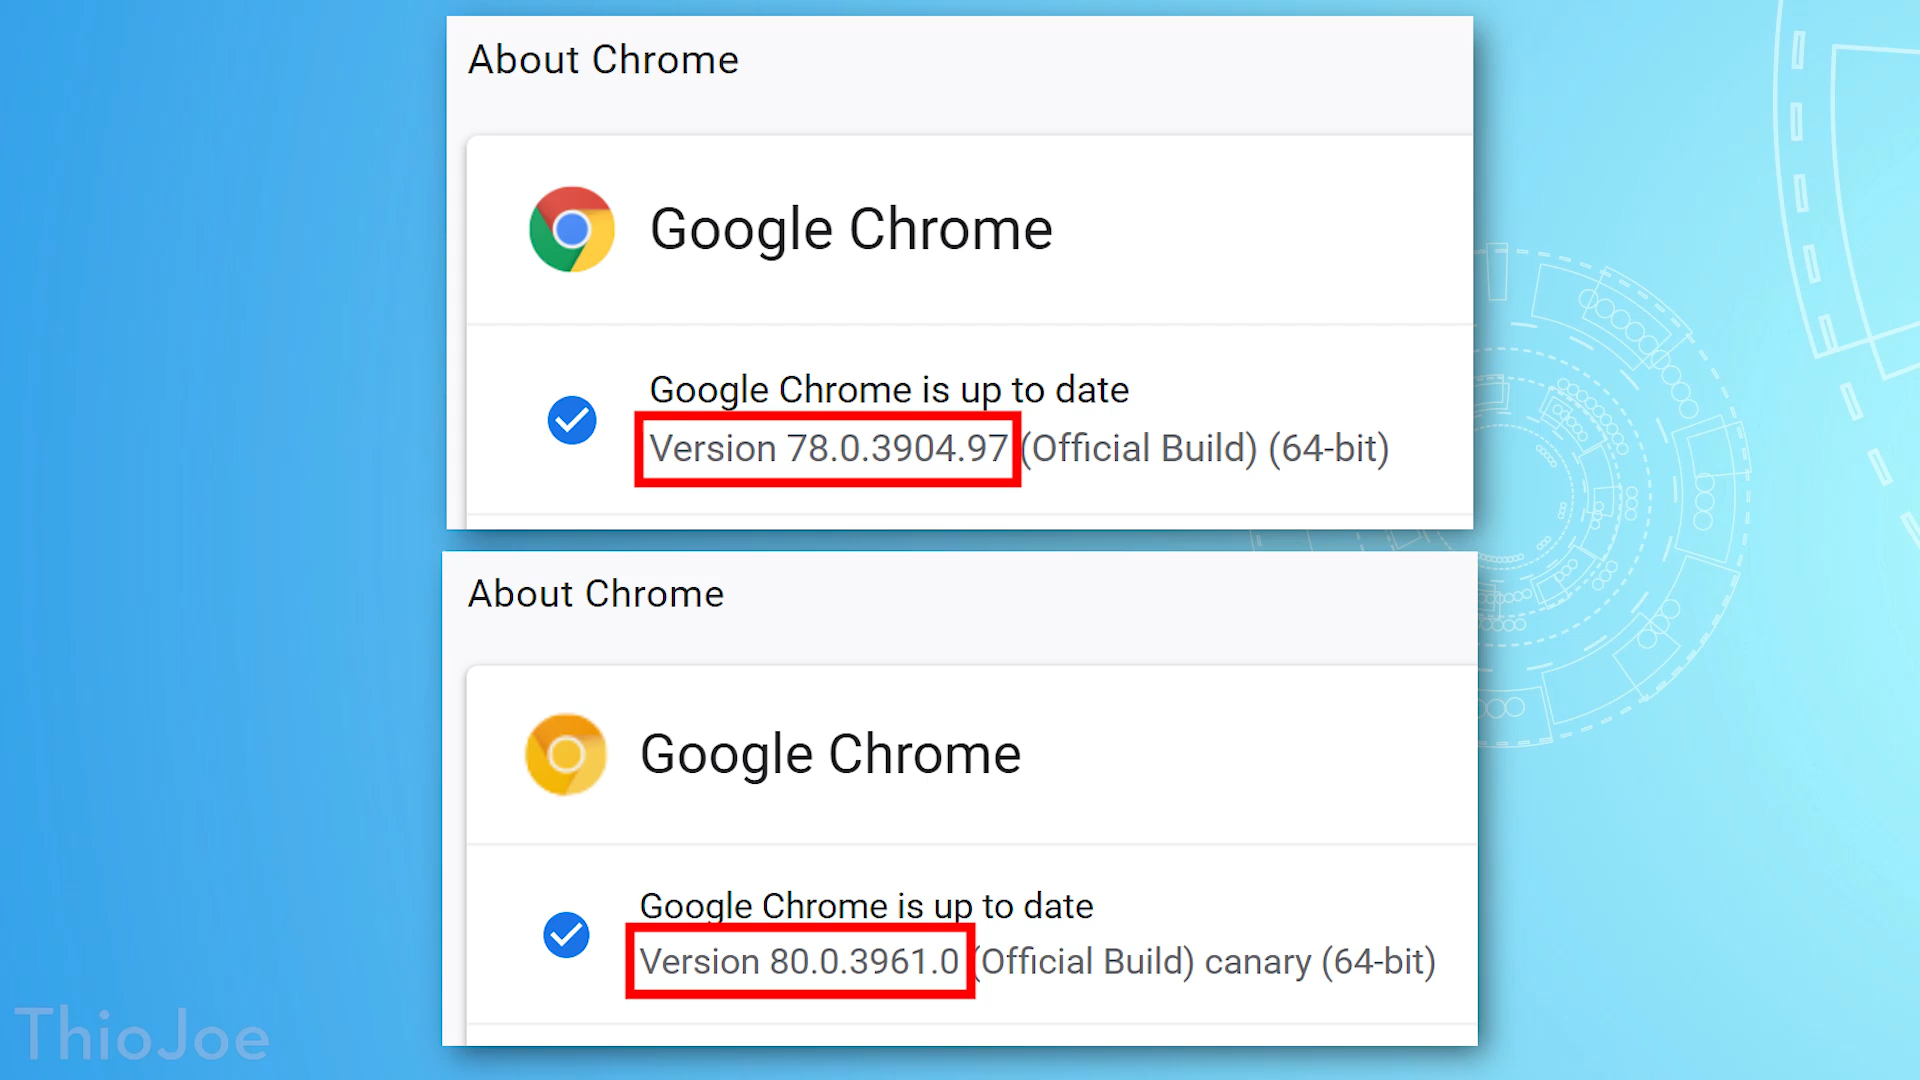 About Chrome
Google Chrome
Google Chrome is up to date
Version 78.0.3904.97 (Official Build) (64-bit)
About Chrome
Google Chrome
Google Chrome is up to date
Version 80.0.3961.0 (Official Build) canary (64-bit)
ThioJoe